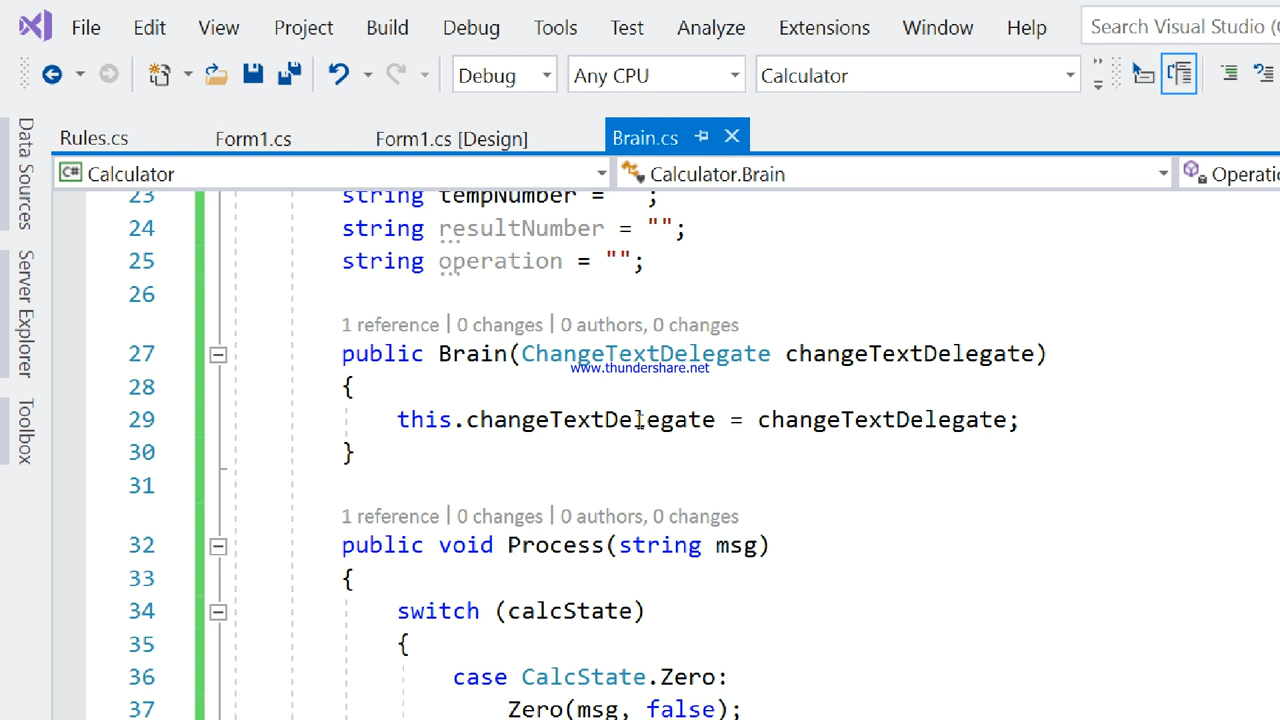 File Edit View Project Build Debug Tools Test Analyze Extensions Window Help Search Visual Studio (
Debug Any CPU Calculator
Rules.cs Form1.cs Form1.cs [Design] Brain.cs
C# Calculator Calculator.Brain Operatio
Data Sources
Server Explorer
Toolbox
23 string tempNumber = "";
24 string resultNumber = "";
25 string operation = "";
26
1 reference | 0 changes | 0 authors, 0 changes
27 public Brain(ChangeTextDelegate changeTextDelegate)
www.thundershare.net
28 {
29 this.changeTextDelegate = changeTextDelegate;
30 }
31
1 reference | 0 changes | 0 authors, 0 changes
32 public void Process(string msg)
33 {
34 switch (calcState)
35 {
36 case CalcState.Zero:
37 Zero(msg, false);